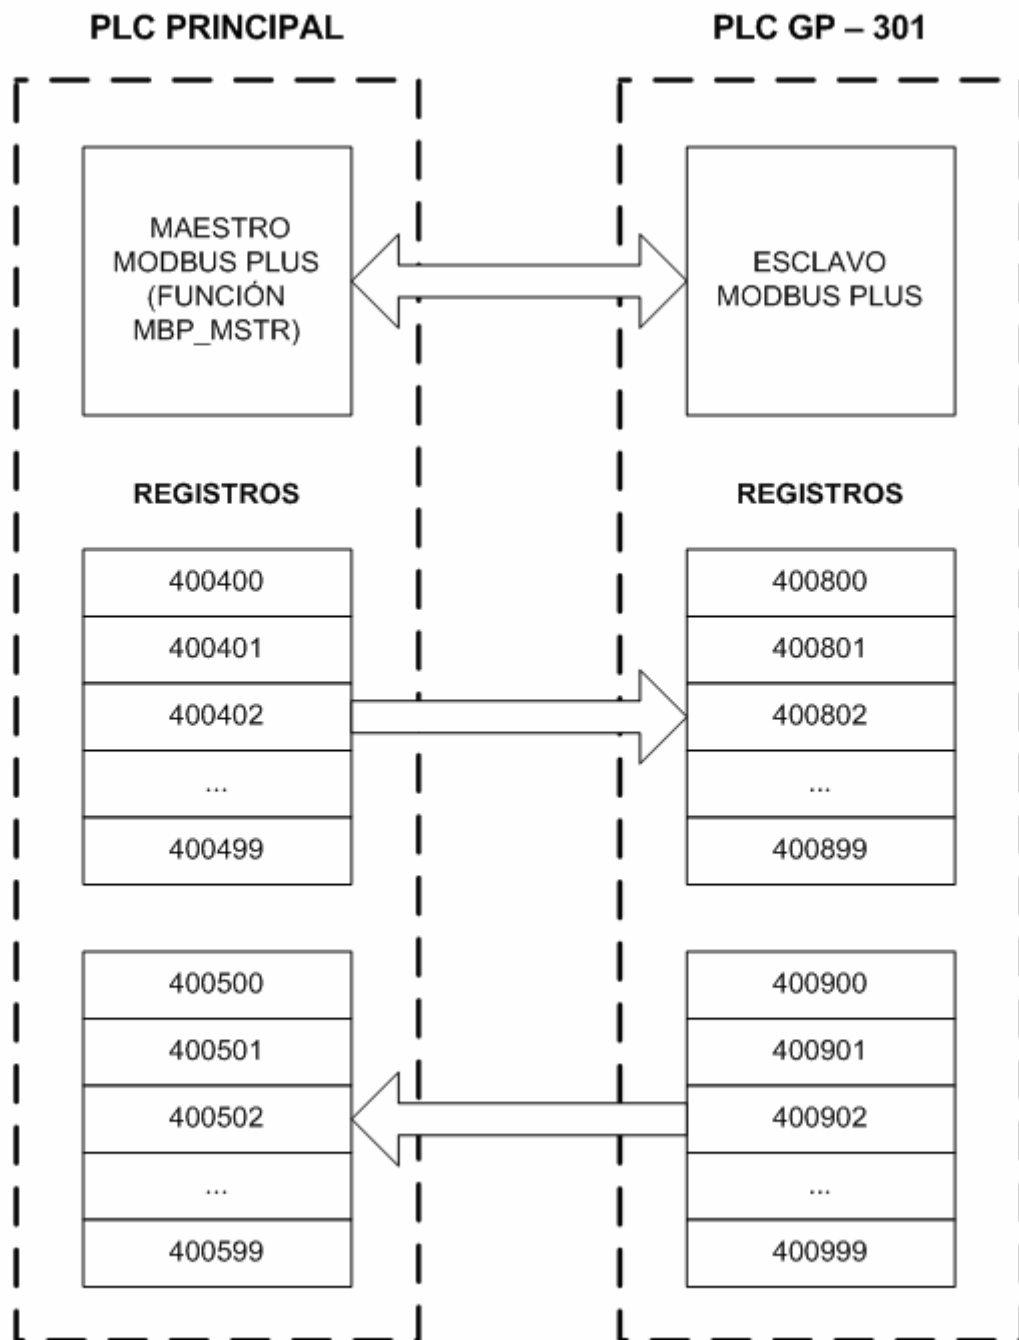 PLC PRINCIPAL
PLC GP – 301
MAESTRO
MODBUS PLUS
(FUNCIÓN
MBP_MSTR)
ESCLAVO
MODBUS PLUS
REGISTROS
REGISTROS
400400
400401
400402
...
400499
400800
400801
400802
...
400899
400500
400501
400502
...
400599
400900
400901
400902
...
400999